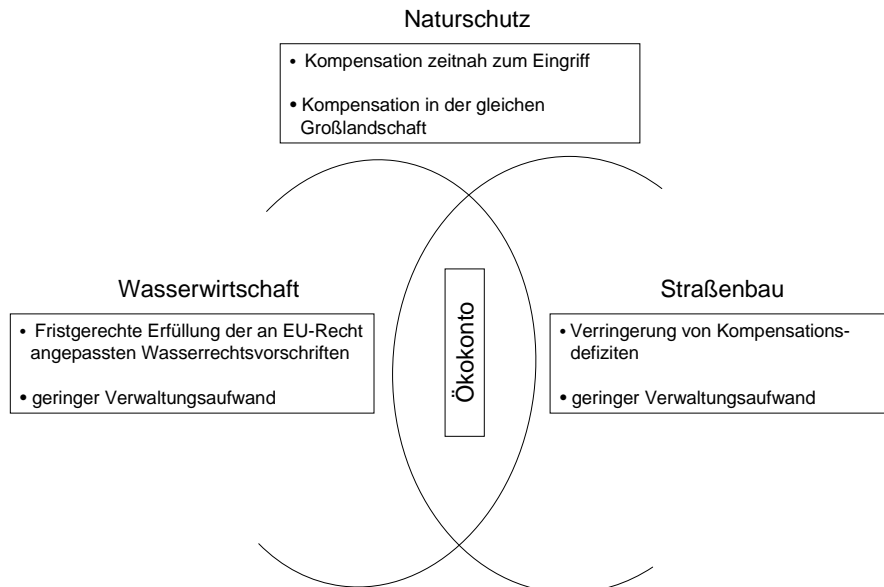 Naturschutz
• Kompensation zeitnah zum Eingriff
• Kompensation in der gleichen
Großlandschaft
Wasserwirtschaft
• Fristgerechte Erfüllung der an EU-Recht
angepassten Wasserrechtsvorschriften
• geringer Verwaltungsaufwand
Ökokonto
Straßenbau
• Verringerung von Kompensations-
defiziten
• geringer Verwaltungsaufwand